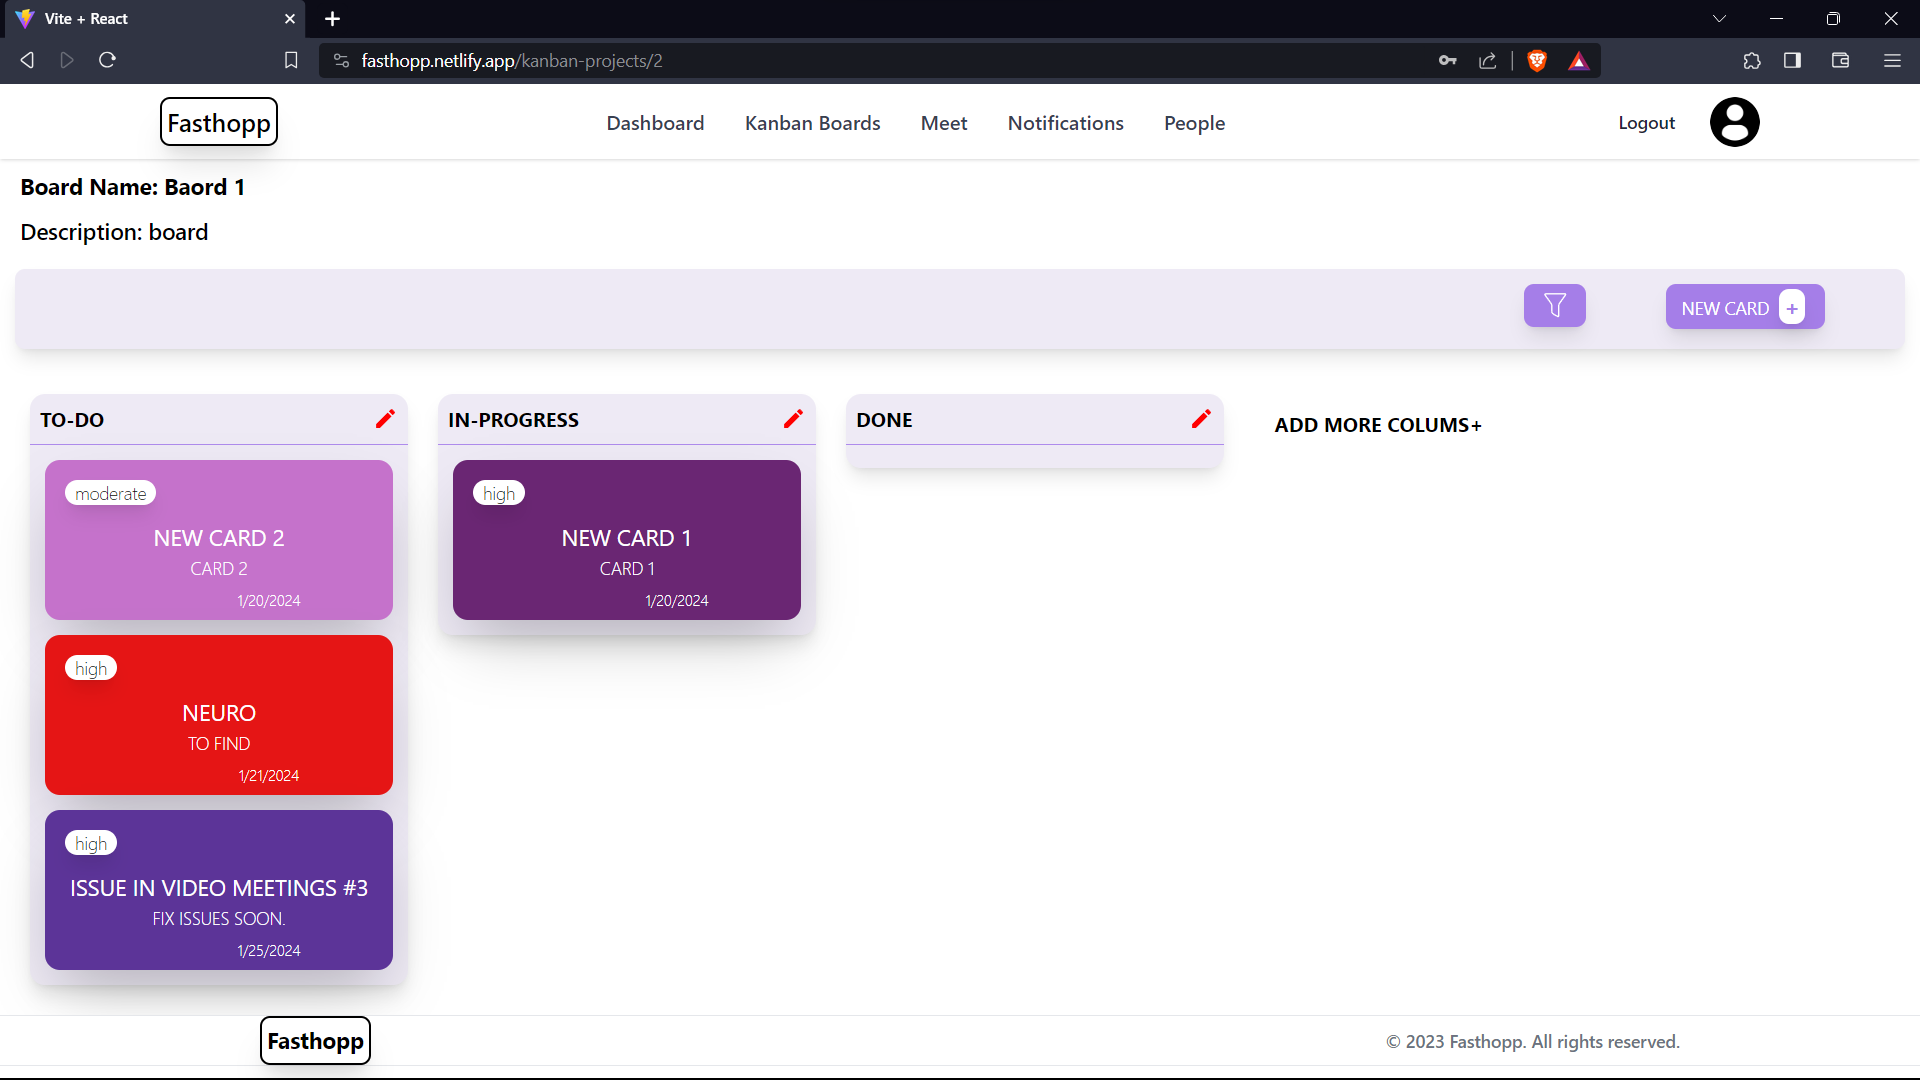 Vite + React
fasthopp.netlify.app/kanban-projects/2
Fasthopp
Dashboard
Kanban Boards
Meet
Notifications
People
Logout
Board Name: Baord 1
Description: board
NEW CARD +
TO-DO
moderate
NEW CARD 2
CARD 2
1/20/2024
high
NEURO
TO FIND
1/21/2024
high
ISSUE IN VIDEO MEETINGS #3
FIX ISSUES SOON.
1/25/2024
IN-PROGRESS
high
NEW CARD 1
CARD 1
1/20/2024
DONE
ADD MORE COLUMS+
Fasthopp
© 2023 Fasthopp. All rights reserved.